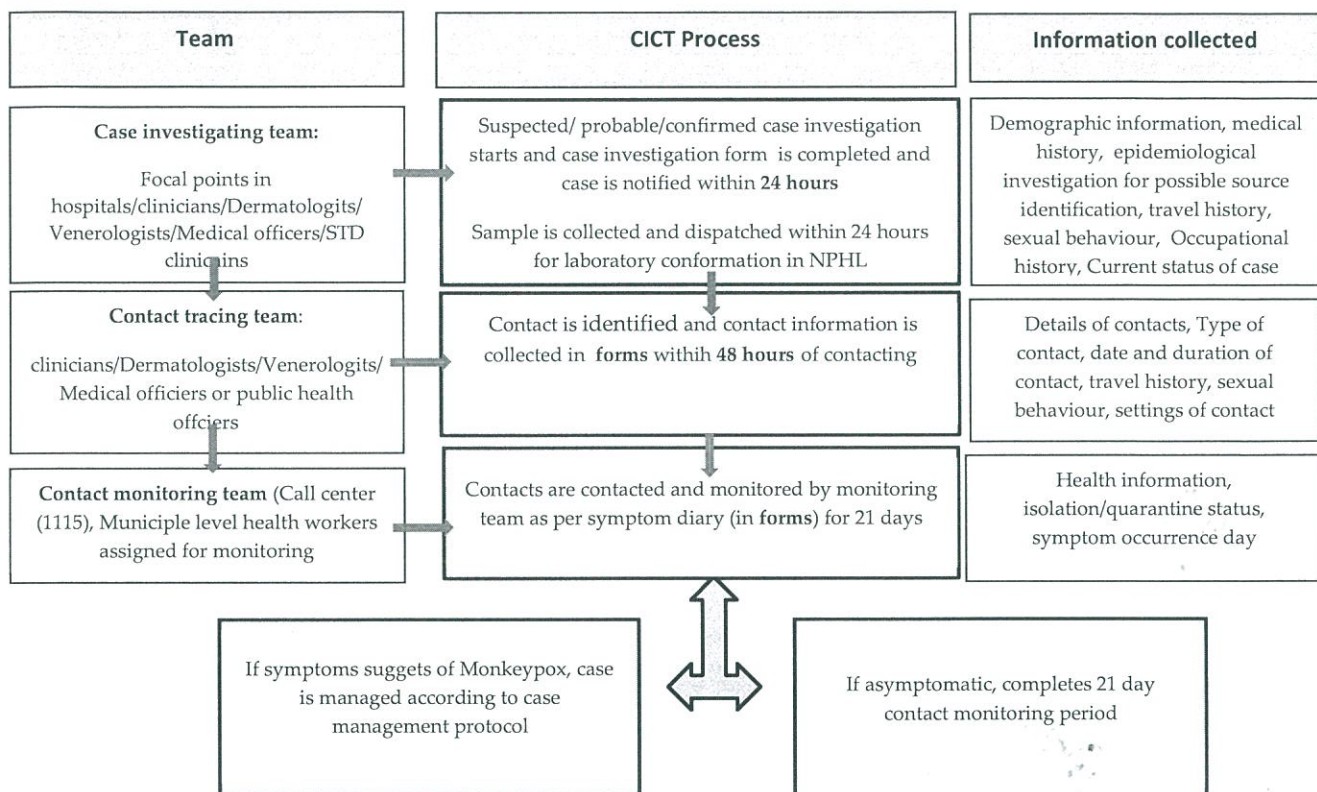 Team
CICT Process
Information collected
Case investigating team:
Focal points in
hospitals/clinicians/Dermatologits/
Venerologists/Medical officers/STD
clinicains
Suspected/ probable/confirmed case investigation
starts and case investigation form is completed and
case is notified within 24 hours
Sample is collected and dispatched within 24 hours
for laboratory conformation in NPHL
Demographic information, medical
history, epidemiological
investigation for possible source
identification, travel history,
sexual behaviour, Occupational
history, Current status of case
Contact tracing team:
clinicians/Dermatologists/Venerologits/
Medical officiers or public health
offciers
Contact is identified and contact information is
collected in forms withih 48 hours of contacting
Details of contacts, Type of
contact, date and duration of
contact, travel history, sexual
behaviour, settings of contact
Contact monitoring team (Call center
(1115), Municiple level health workers
assigned for monitoring
Contacts are contacted and monitored by monitoring
team as per symptom diary (in forms) for 21 days
Health information,
isolation/quarantine status,
symptom occurrence day
If symptoms suggets of Monkeypox, case
is managed according to case
management protocol
If asymptomatic, completes 21 day
contact monitoring period